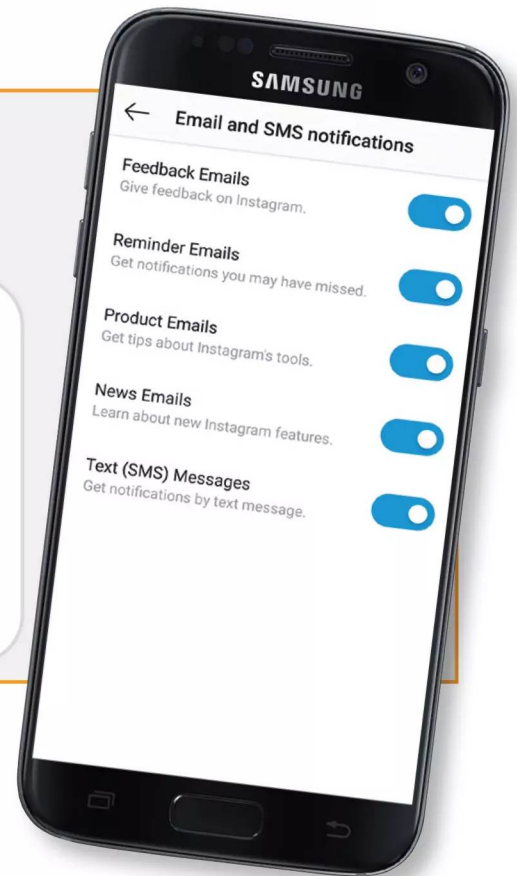 SAMSUNG
Email and SMS notifications
Feedback Emails
Give feedback on Instagram.
Reminder Emails
Get notifications you may have missed.
Product Emails
Get tips about Instagram's tools.
News Emails
Learn about new Instagram features.
Text (SMS) Messages
Get notifications by text message.